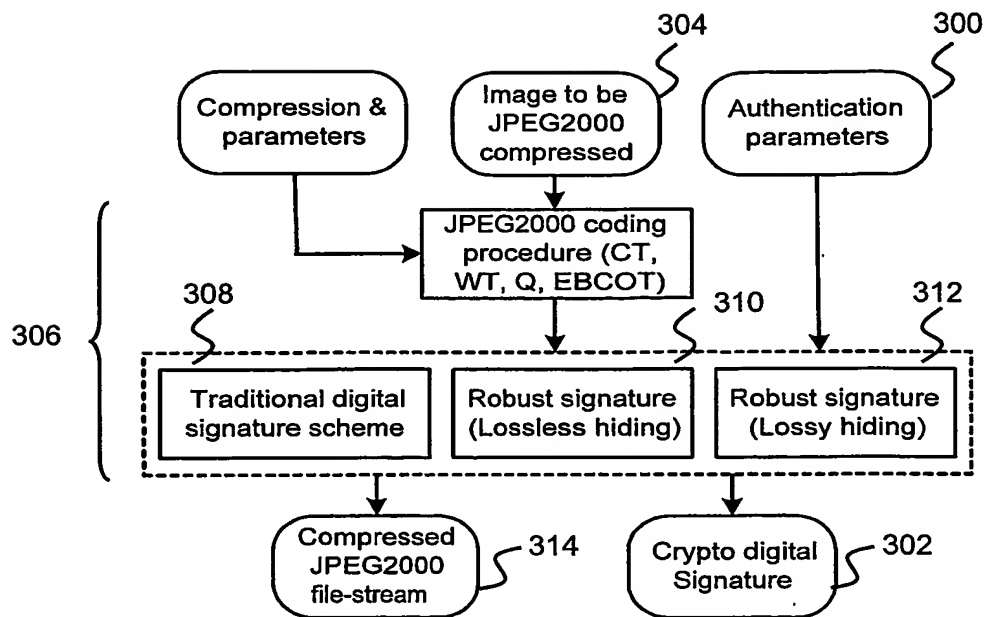 304
300
Compression &
parameters
Image to be
JPEG2000
compressed
Authentication
parameters
JPEG2000 coding
procedure (CT,
WT, Q, EBCOT)
306
308
310
312
Traditional digital
signature scheme
Robust signature
(Lossless hiding)
Robust signature
(Lossy hiding)
Compressed
JPEG2000
file-stream
314
Crypto digital
Signature
302